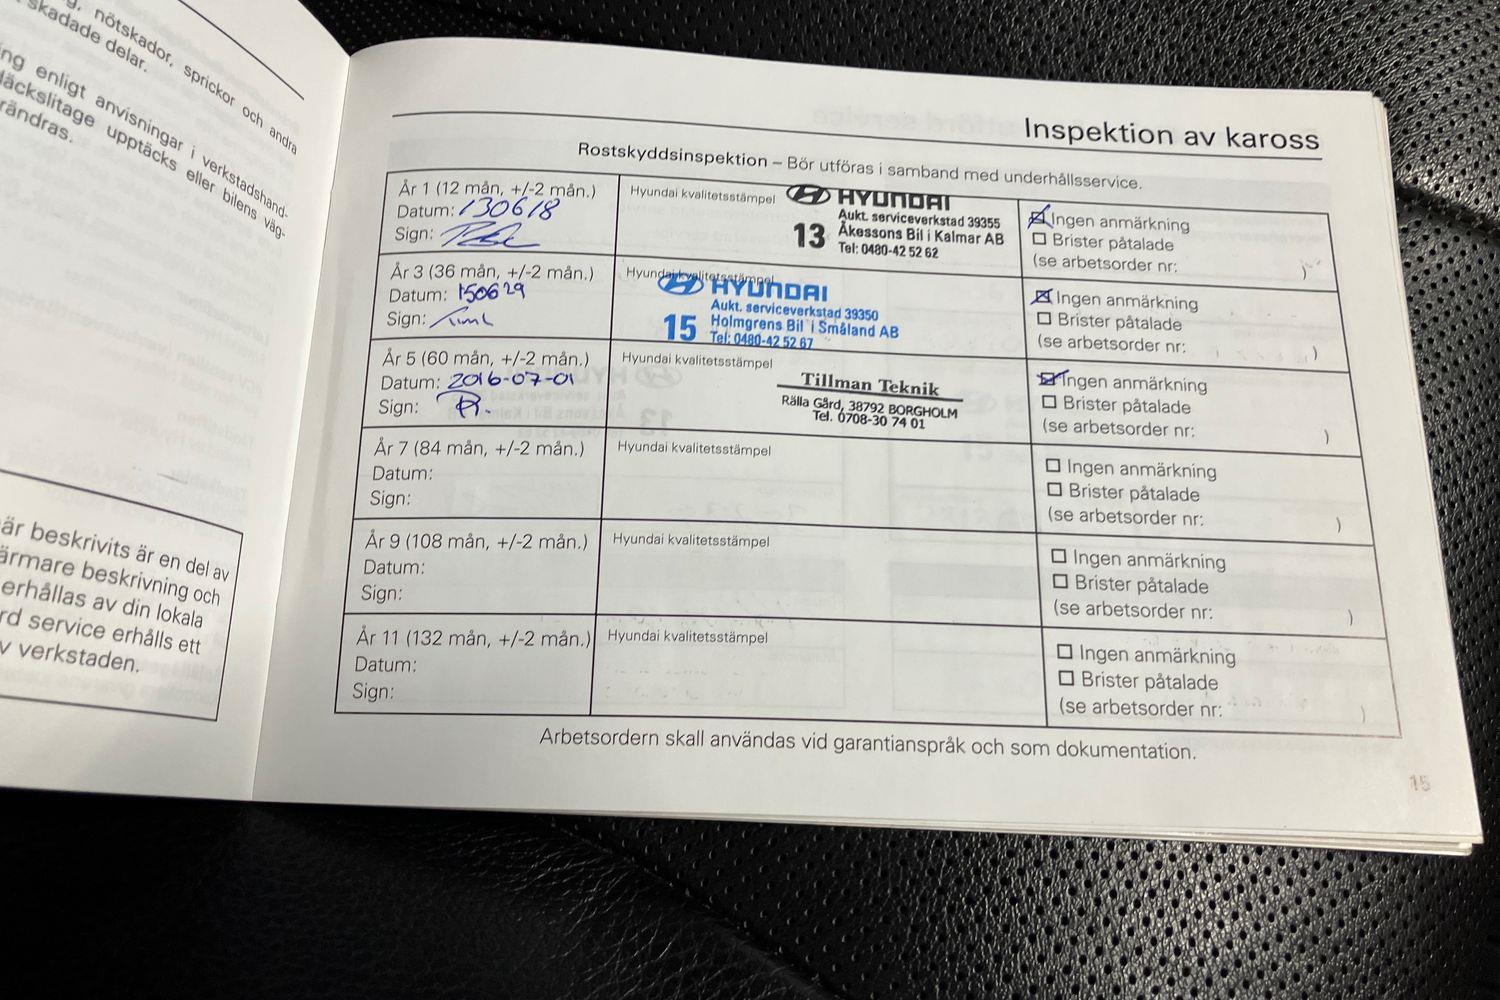 nötskador, sprickor och andra
skadade delar.
ng enligt anvisningar i verkstadshand-
däckslitage upptäcks eller bilens väg-
rändras.
är beskrivits är en del av
ärmare beskrivning och
erhållas av din lokala
rd service erhålls ett
v verkstaden.
Inspektion av kaross
Rostskyddsinspektion – Bör utföras i samband med underhållsservice.
År 1 (12 mån, +/-2 mån.)
Datum: 130618
Sign:
Hyundai kvalitetsstämpel
HYUNDAI
Aukt. serviceverkstad 39355
13 Åkessons Bil i Kalmar AB
Tel: 0480-42 52 62
Ingen anmärkning
Brister påtalade
(se arbetsorder nr: )
År 3 (36 mån, +/-2 mån.)
Datum: 150629
Sign:
Hyundai kvalitetsstämpel
HYUNDAI
Aukt. serviceverkstad 39350
15 Holmgrens Bil i Småland AB
Tel: 0480-42 52 67
Ingen anmärkning
Brister påtalade
(se arbetsorder nr: )
År 5 (60 mån, +/-2 mån.)
Datum: 2016-07-01
Sign:
Hyundai kvalitetsstämpel
Tillman Teknik
Rälla Gård, 38792 BORGHOLM
Tel. 0708-30 74 01
Ingen anmärkning
Brister påtalade
(se arbetsorder nr: )
År 7 (84 mån, +/-2 mån.)
Datum:
Sign:
Hyundai kvalitetsstämpel
Ingen anmärkning
Brister påtalade
(se arbetsorder nr: )
År 9 (108 mån, +/-2 mån.)
Datum:
Sign:
Hyundai kvalitetsstämpel
Ingen anmärkning
Brister påtalade
(se arbetsorder nr: )
År 11 (132 mån, +/-2 mån.)
Datum:
Sign:
Hyundai kvalitetsstämpel
Ingen anmärkning
Brister påtalade
(se arbetsorder nr: )
Arbetsordern skall användas vid garantianspråk och som dokumentation.
15